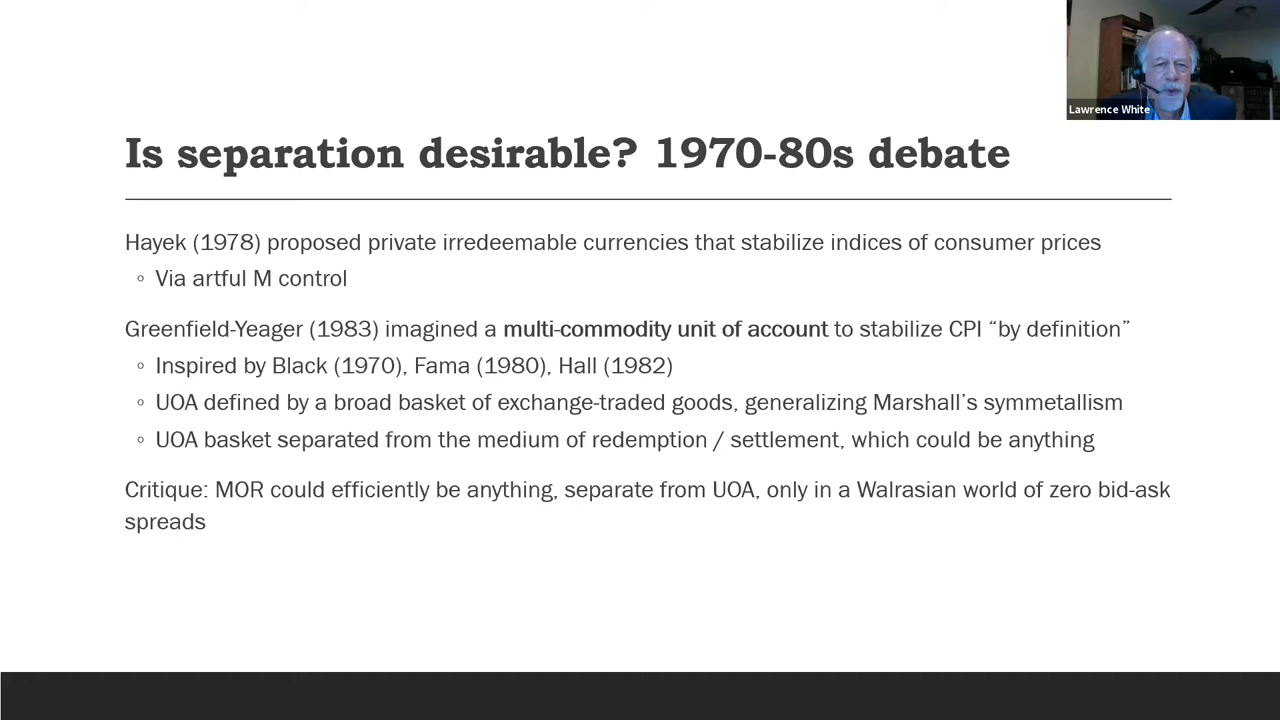 Lawrence White
Is separation desirable? 1970-80s debate
Hayek (1978) proposed private irredeemable currencies that stabilize indices of consumer prices
◦ Via artful M control
Greenfield-Yeager (1983) imagined a multi-commodity unit of account to stabilize CPI “by definition”
◦ Inspired by Black (1970), Fama (1980), Hall (1982)
◦ UOA defined by a broad basket of exchange-traded goods, generalizing Marshall’s symmetallism
◦ UOA basket separated from the medium of redemption / settlement, which could be anything
Critique: MOR could efficiently be anything, separate from UOA, only in a Walrasian world of zero bid-ask
spreads